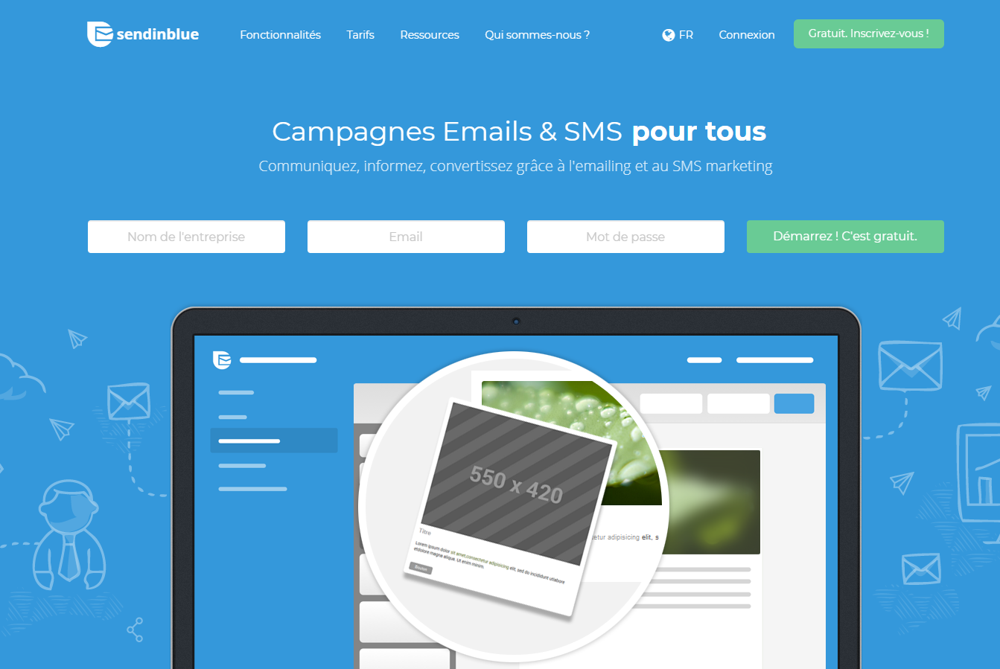 sendinblue
Fonctionnalités
Tarifs
Ressources
Qui sommes-nous ?
FR
Connexion
Gratuit. Inscrivez-vous !
Campagnes Emails & SMS pour tous
Communiquez, informez, convertissez grâce à l'emailing et au SMS marketing
Nom de l'entreprise
Email
Mot de passe
Démarrez ! C'est gratuit.
550 x 420
Titre
Lorem ipsum dolor sit amet,consectetur adipisicing elit, sed do incididunt utlabore
etdolore magna aliqua. Ut enim minim.
Bouton
adipisicing elit, s